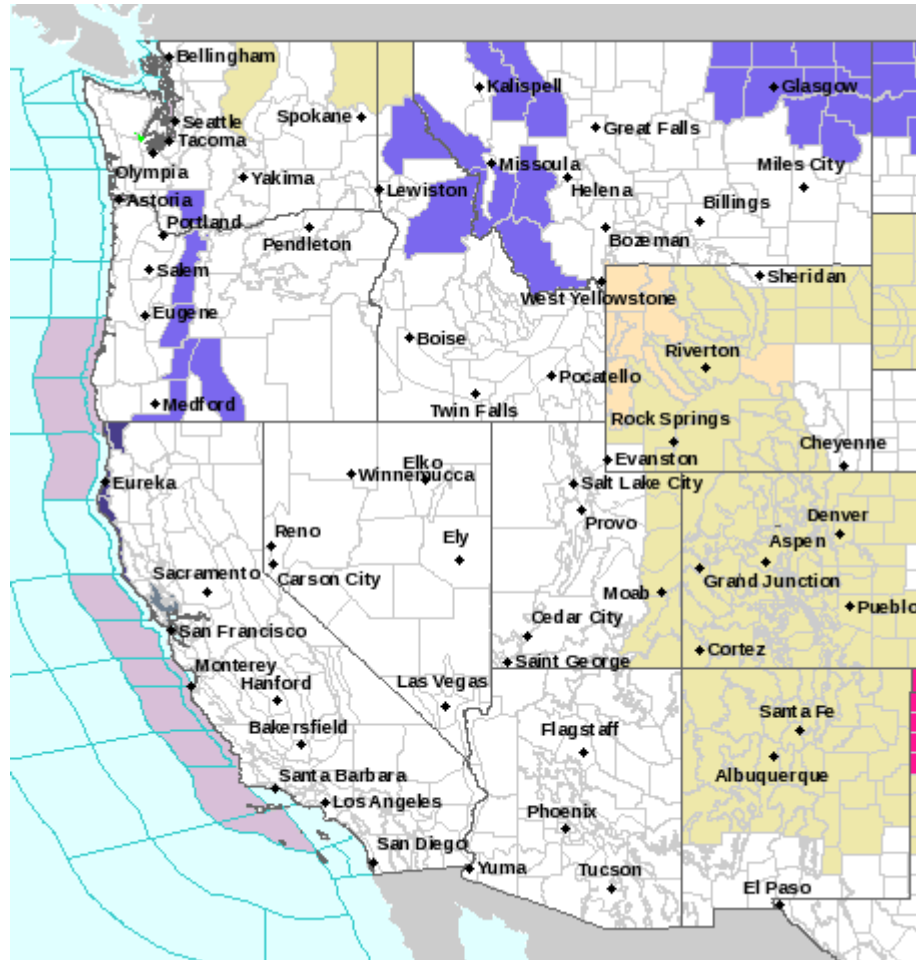 Bellingham
Kalispell
Glasgow
Seattle
Spokane
Great Falls
Tacoma
Olympia
Missoula
Miles City
Yakima
Lewiston
Helena
Astoria
Billings
Portland
Pendleton
Bozeman
Salem
Sheridan
West Yellowstone
Eugene
Boise
Riverton
Pocatello
Medford
Twin Falls
Rock Springs
Cheyenne
Elko
Evanston
Winnemucca
Eureka
Salt Lake City
Provo
Denver
Reno
Ely
Aspen
Sacramento
Carson City
Grand Junction
Moab
Pueblo
Cedar City
San Francisco
Cortez
Saint George
Monterey
Hanford
Las Vegas
Santa Fe
Bakersfield
Flagstaff
Albuquerque
Santa Barbara
Los Angeles
Phoenix
San Diego
Yuma
Tucson
El Paso